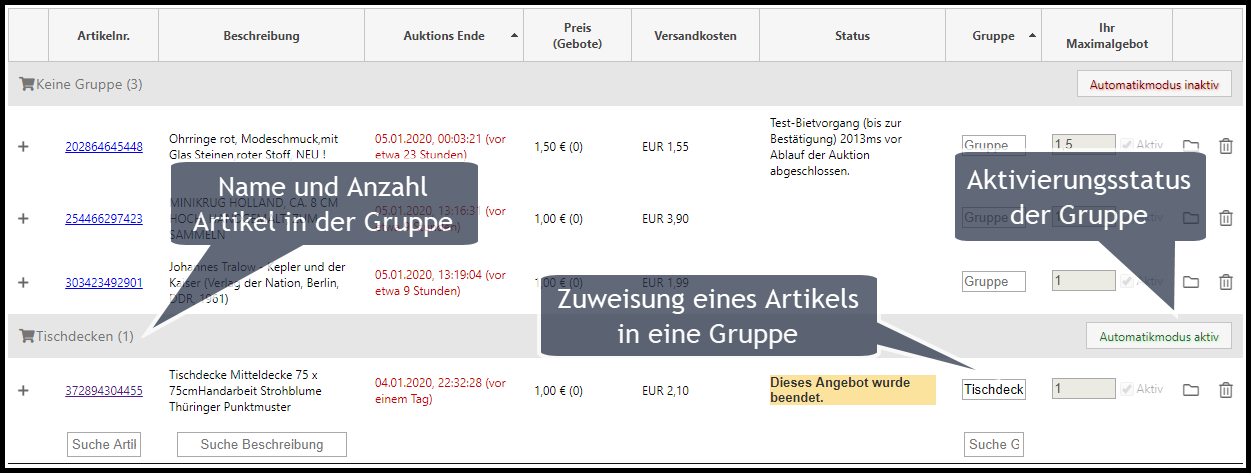 Artikelnr.
Beschreibung
Auktions Ende
Preis
(Gebote)
Versandkosten
Status
Gruppe
Ihr
Maximalgebot
Keine Gruppe (3)
Automatikmodus inaktiv
202864645448
Ohrringe rot, Modeschmuck,mit
Glas Steinen,roter Stoff, NEU !
05.01.2020, 00:03:21 (vor
etwa 23 Stunden)
1,50 € (0)
EUR 1,55
Test-Bietvorgang (bis zur
Bestätigung) 2013ms vor
Ablauf der Auktion
abgeschlossen.
Gruppe
1,5
Aktiv
Name und Anzahl
Artikel in der Gruppe
Aktivierungsstatus
der Gruppe
254466297423
MINIKRUG HOLLAND, CA. 8 CM
HOCH, HANDGEMALT, ZUM
SAMMELN
05.01.2020, 13:16:31 (vor
1,00 € (0)
EUR 3,90
303423492901
Johannes Tralow - Kepler und der
Kaiser (Verlag der Nation, Berlin,
DDR, 1961)
05.01.2020, 13:19:04 (vor
etwa 9 Stunden)
1,00 € (0)
EUR 1,99
Gruppe
1
Aktiv
Zuweisung eines Artikels
in eine Gruppe
Tischdecken (1)
Automatikmodus aktiv
372894304455
Tischdecke Mitteldecke 75 x
75cmHandarbeit Strohblume
Thüringer Punktmuster
04.01.2020, 22:32:28 (vor
einem Tag)
1,00 € (0)
EUR 2,10
Dieses Angebot wurde
beendet.
Tischdeck
1
Aktiv
Suche Artil
Suche Beschreibung
Suche G